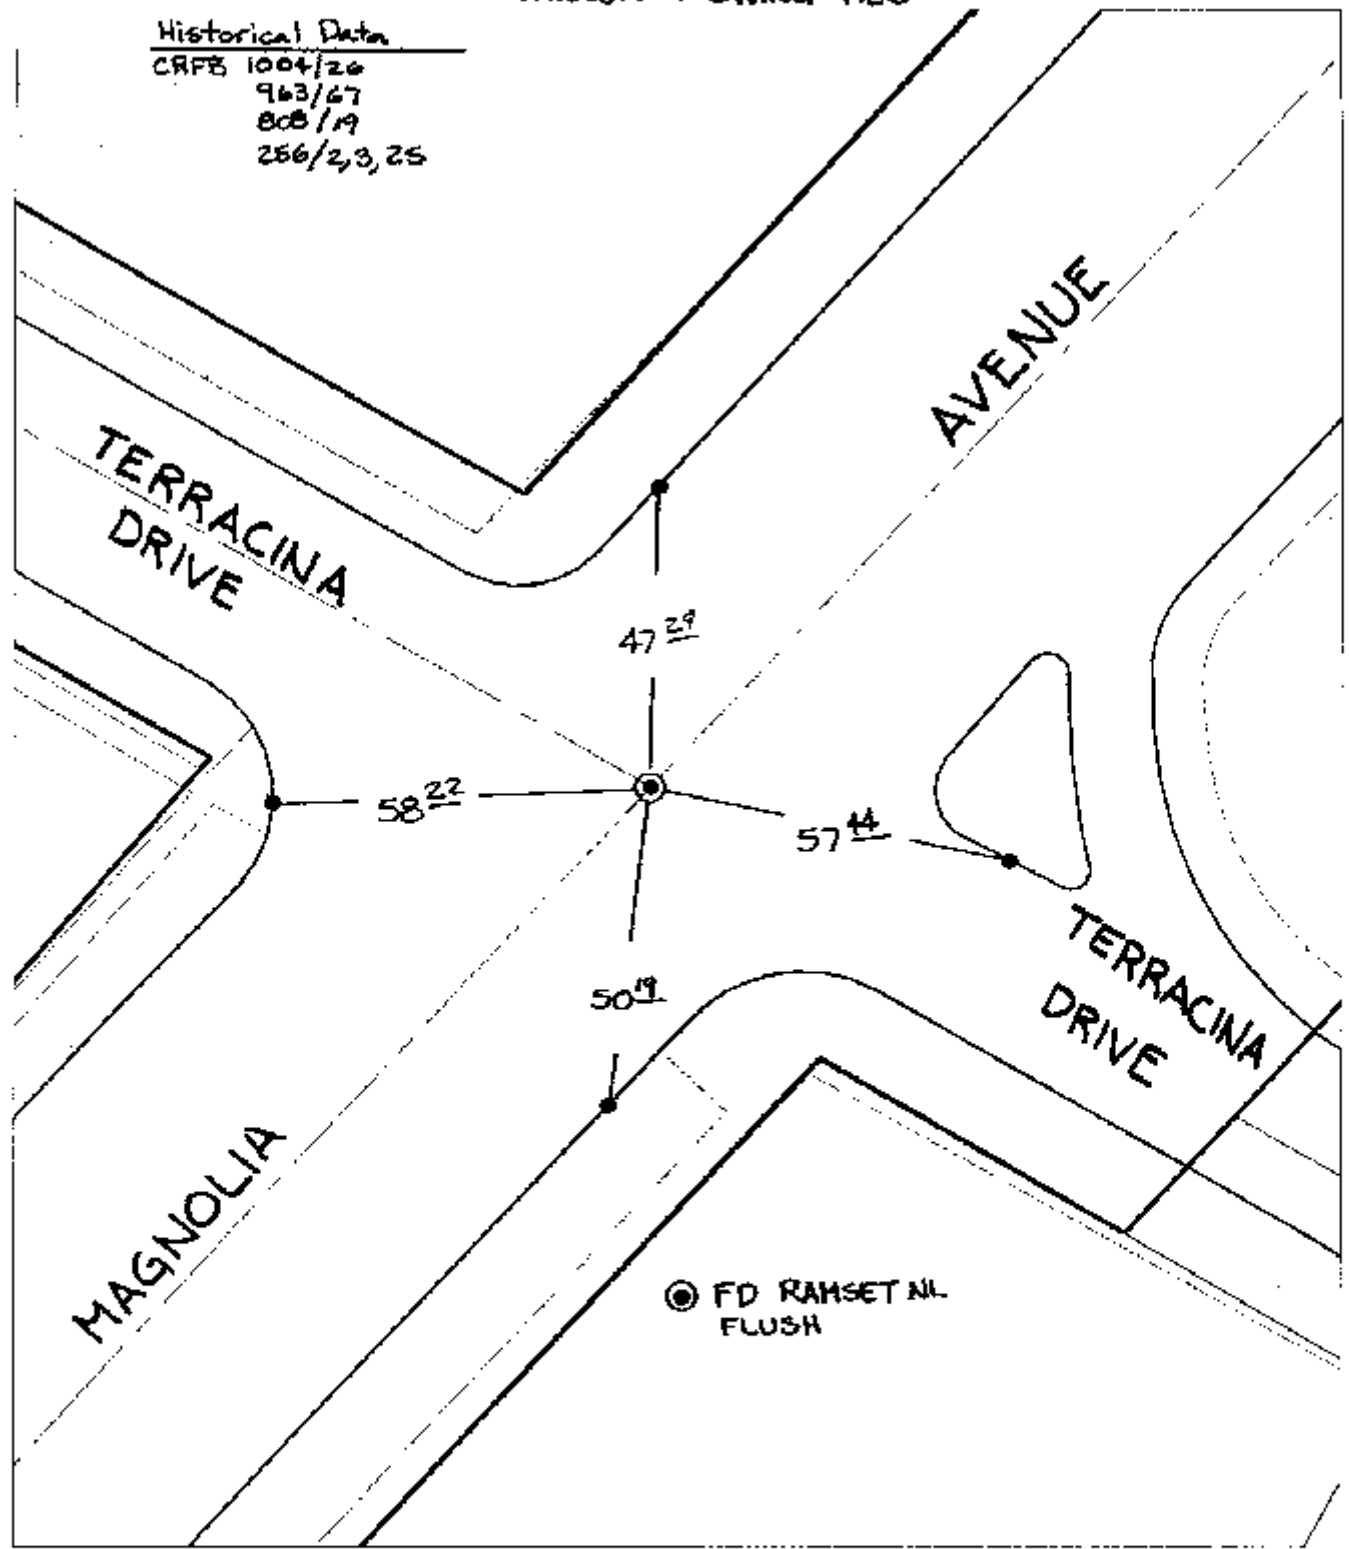 Historical Data
CRFB 1004/26
963/67
808/19
256/2,3,25
AVENUE
TERRACINA
DRIVE
47 29
58 22
57 44
50 19
TERRACINA
DRIVE
MAGNOLIA
FD RAMSET NL
FLUSH